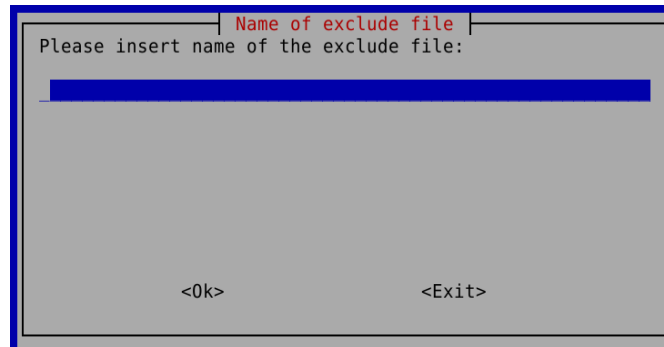 Name of exclude file
Please insert name of the exclude file:
<Ok> <Exit>